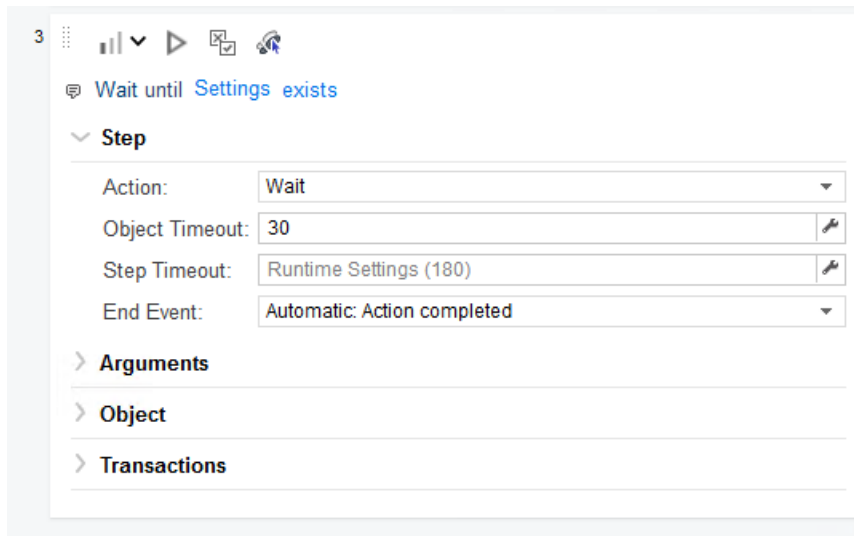 3
Wait until Settings exists
Step
Action: Wait
Object Timeout: 30
Step Timeout: Runtime Settings (180)
End Event: Automatic: Action completed
Arguments
Object
Transactions